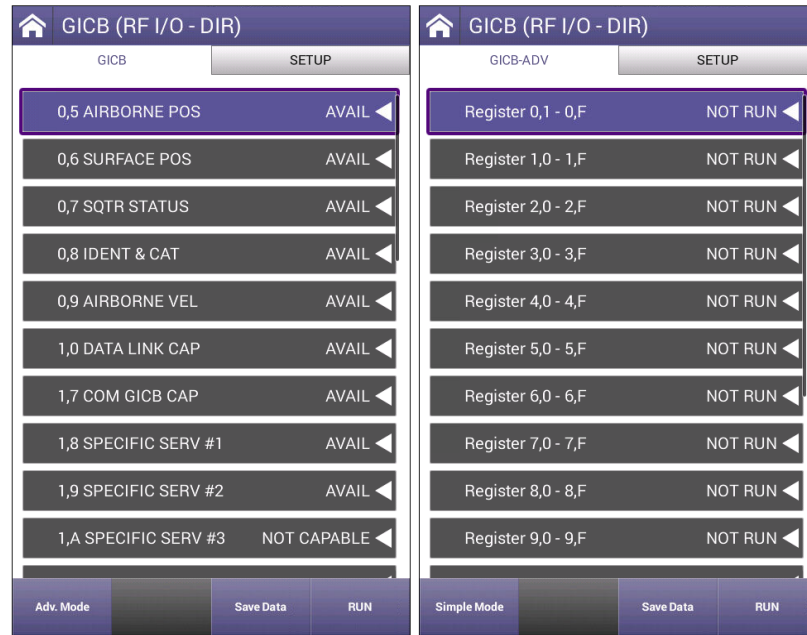 GICB (RF I/O - DIR)
GICB SETUP
0,5 AIRBORNE POS AVAIL
0,6 SURFACE POS AVAIL
0,7 SQTR STATUS AVAIL
0,8 IDENT & CAT AVAIL
0,9 AIRBORNE VEL AVAIL
1,0 DATA LINK CAP AVAIL
1,7 COM GICB CAP AVAIL
1,8 SPECIFIC SERV #1 AVAIL
1,9 SPECIFIC SERV #2 AVAIL
1,A SPECIFIC SERV #3 NOT CAPABLE
Adv. Mode Save Data RUN
GICB (RF I/O - DIR)
GICB-ADV SETUP
Register 0,1 - 0,F NOT RUN
Register 1,0 - 1,F NOT RUN
Register 2,0 - 2,F NOT RUN
Register 3,0 - 3,F NOT RUN
Register 4,0 - 4,F NOT RUN
Register 5,0 - 5,F NOT RUN
Register 6,0 - 6,F NOT RUN
Register 7,0 - 7,F NOT RUN
Register 8,0 - 8,F NOT RUN
Register 9,0 - 9,F NOT RUN
Simple Mode Save Data RUN